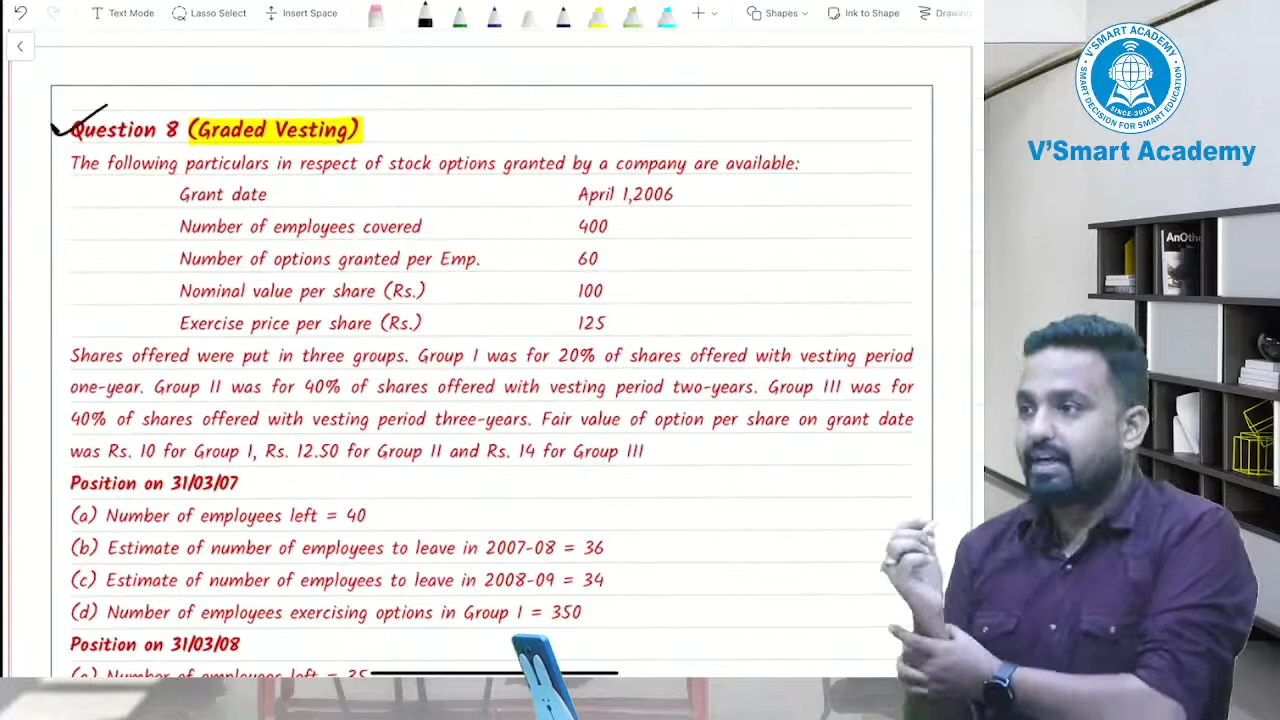 Text Mode Lasso Select Insert Space Shapes Ink to Shape Drawing
Question 8 (Graded Vesting)
The following particulars in respect of stock options granted by a company are available:
Grant date April 1,2006
Number of employees covered 400
Number of options granted per Emp. 60
Nominal value per share (Rs.) 100
Exercise price per share (Rs.) 125
Shares offered were put in three groups. Group I was for 20% of shares offered with vesting period
one-year. Group II was for 40% of shares offered with vesting period two-years. Group III was for
40% of shares offered with vesting period three-years. Fair value of option per share on grant date
was Rs. 10 for Group I, Rs. 12.50 for Group II and Rs. 14 for Group III
Position on 31/03/07
(a) Number of employees left = 40
(b) Estimate of number of employees to leave in 2007-08 = 36
(c) Estimate of number of employees to leave in 2008-09 = 34
(d) Number of employees exercising options in Group I = 350
Position on 31/03/08
(a) Number of employees left = 35
V'SMART ACADEMY
SMART DECISION FOR SMART EDUCATION
SINCE-2005
V'Smart Academy
AnOthe